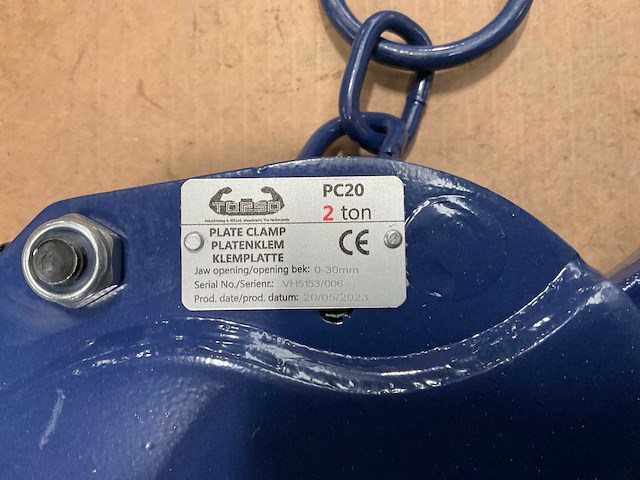 TORSO
PC20
2 ton
PLATE CLAMP
PLATENKLEM
KLEMPLATTE
CE
Jaw opening/opening bek: 0-30mm
Serial No./Serienr.: VH5153/006
Prod. date/prod. datum: 20/05/2023